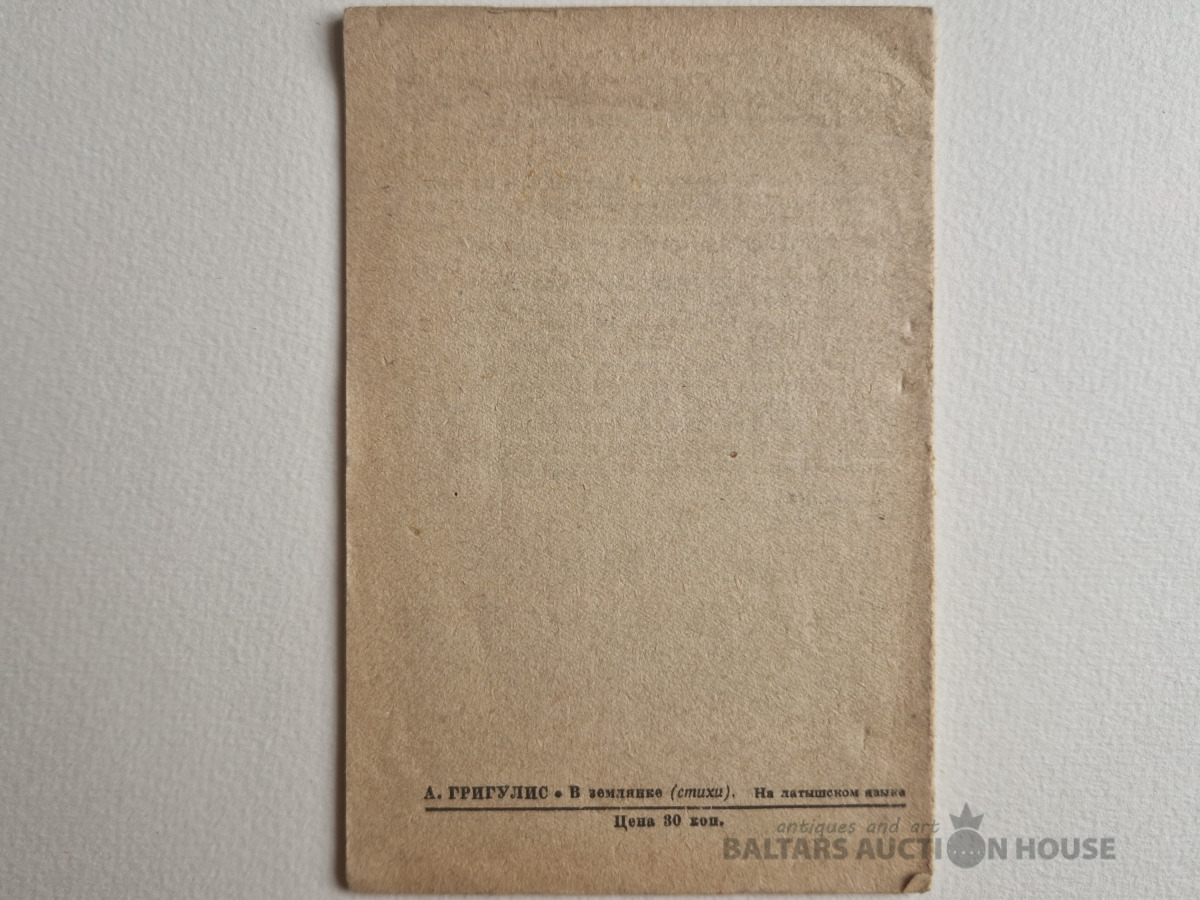 А. ГРИГУЛИС • В землянке (стихи). На латышском языке
Цена 30 коп.
antiques and art
BALTARS AUCTION HOUSE